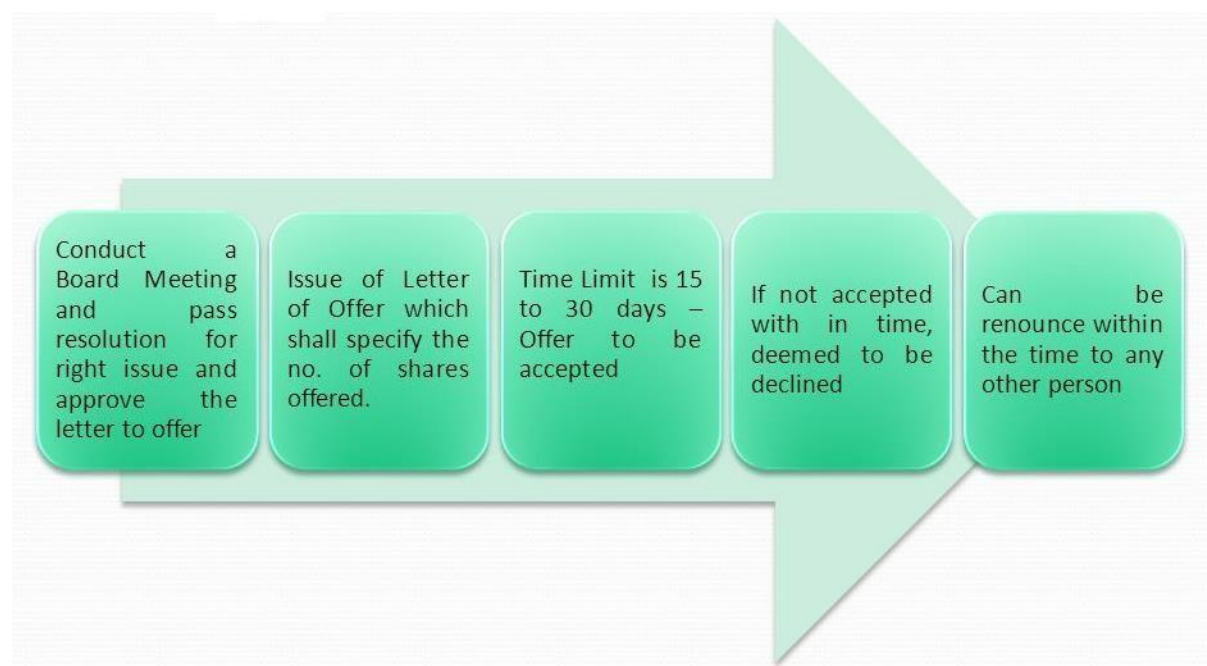 Conduct a
Board Meeting
and pass
resolution for
right issue and
approve the
letter to offer
Issue of Letter
of Offer which
shall specify the
no. of shares
offered.
Time Limit is 15
to 30 days –
Offer to be
accepted
If not accepted
with in time,
deemed to be
declined
Can be
renounce within
the time to any
other person